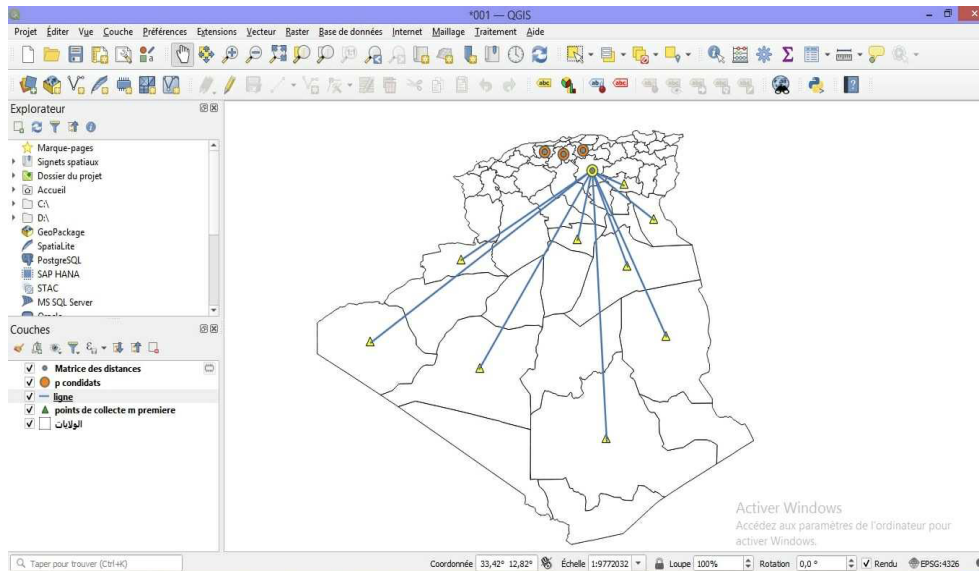 *001 — QGIS
Projet Éditer Vue Couche Préférences Extensions Vecteur Raster Base de données Internet Maillage Traitement Aide
Explorateur
Marque-pages
Signets spatiaux
Dossier du projet
Accueil
C:\
D:\
GeoPackage
SpatiaLite
PostgreSQL
SAP HANA
STAC
MS SQL Server
Couches
Matrice des distances
p condidats
ligne
points de collecte m premiere
الولايات
Activer Windows
Accédez aux paramètres de l'ordinateur pour
activer Windows.
Taper pour trouver (Ctrl+K) Coordonnée 33,42° 12,82° Échelle 1:9772032 Loupe 100% Rotation 0,0 ° Rendu EPSG:4326